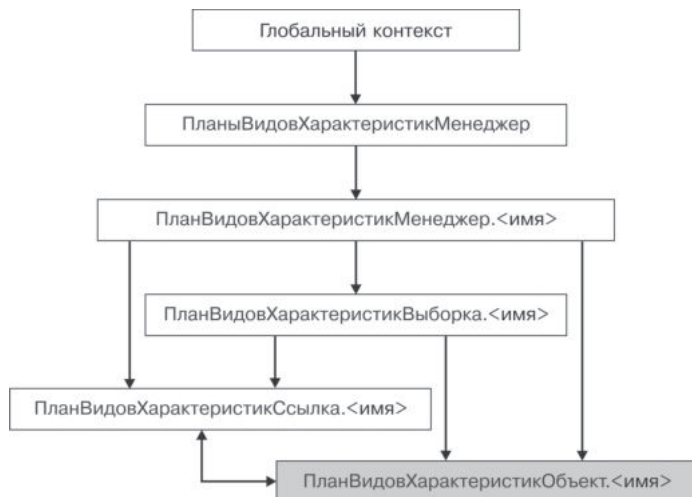 Глобальный контекст
ПланыВидовХарактеристикМенеджер
ПланВидовХарактеристикМенеджер.<имя>
ПланВидовХарактеристикВыборка.<имя>
ПланВидовХарактеристикСсылка.<имя>
ПланВидовХарактеристикОбъект.<имя>